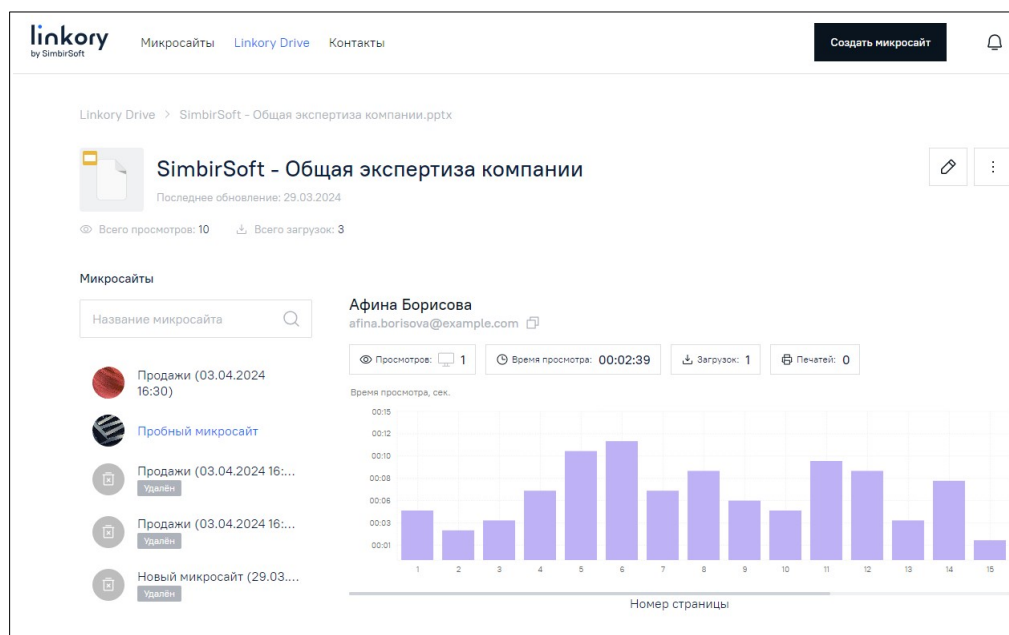 linkory
by SimbirSoft
Микросайты Linkory Drive Контакты
Создать микросайт
Linkory Drive > SimbirSoft - Общая экспертиза компании.pptx
SimbirSoft - Общая экспертиза компании
Последнее обновление: 29.03.2024
Всего просмотров: 10 Всего загрузок: 3
Микросайты
Название микросайта
Продажи (03.04.2024
16:30)
Пробный микросайт
Продажи (03.04.2024 16:...
Удалён
Продажи (03.04.2024 16:...
Удалён
Новый микросайт (29.03....
Удалён
Афина Борисова
afina.borisova@example.com
Просмотров: 1 Время просмотра: 00:02:39 Загрузок: 1 Печатей: 0
Время просмотра, сек.
00:15
00:12
00:10
00:08
00:06
00:03
00:01
1 2 3 4 5 6 7 8 9 10 11 12 13 14 15
Номер страницы